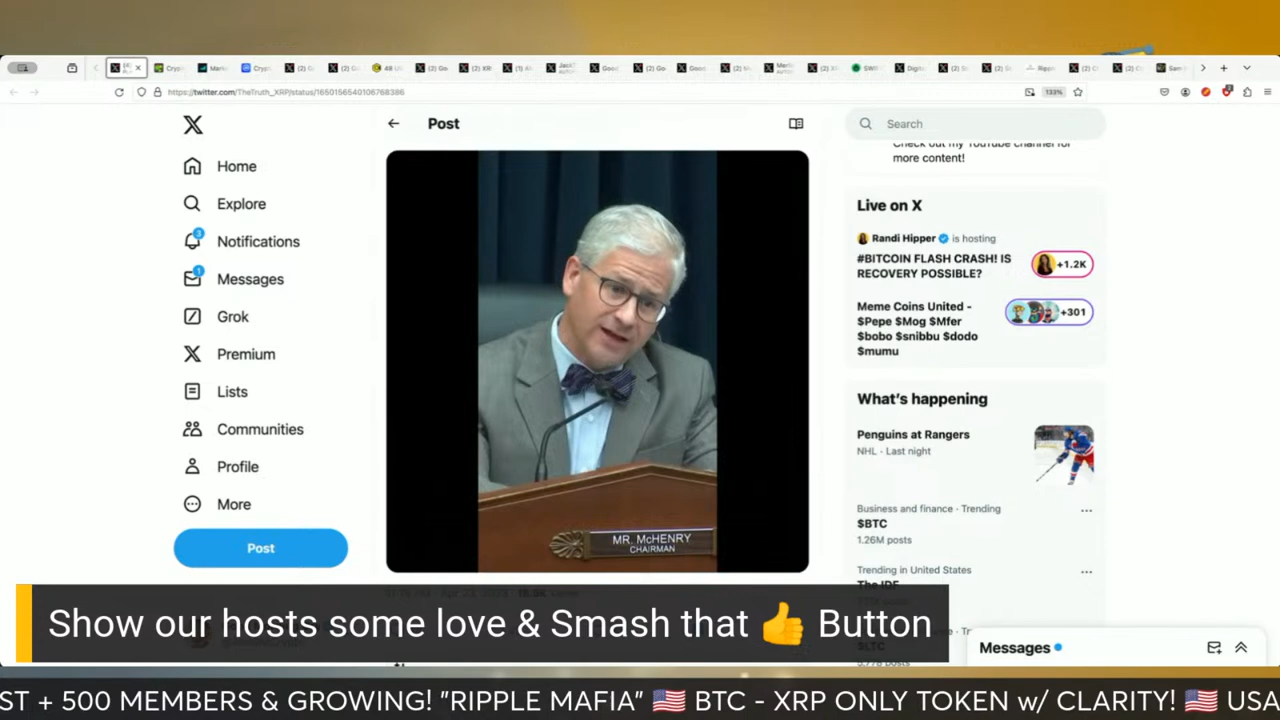 https://twitter.com/TheTruth_XRP/status/1650156540106768386
133%
Home
Explore
Notifications
Messages
Grok
Premium
Lists
Communities
Profile
More
Post
Post
MR. McHENRY
CHAIRMAN
Search
Check out my YouTube channel for
more content!
Live on X
Randi Hipper is hosting
#BITCOIN FLASH CRASH! IS
RECOVERY POSSIBLE?
+1.2K
Meme Coins United -
$Pepe $Mog $Mfer
$bobo $snibbu $dodo
$mumu
+301
What's happening
Penguins at Rangers
NHL · Last night
Business and finance · Trending
$BTC
1.26M posts
Trending in United States
The IDF
$LTC
Messages
Show our hosts some love & Smash that 👍 Button
ST + 500 MEMBERS & GROWING! "RIPPLE MAFIA" 🇺🇸 BTC - XRP ONLY TOKEN w/ CLARITY! 🇺🇸 USA